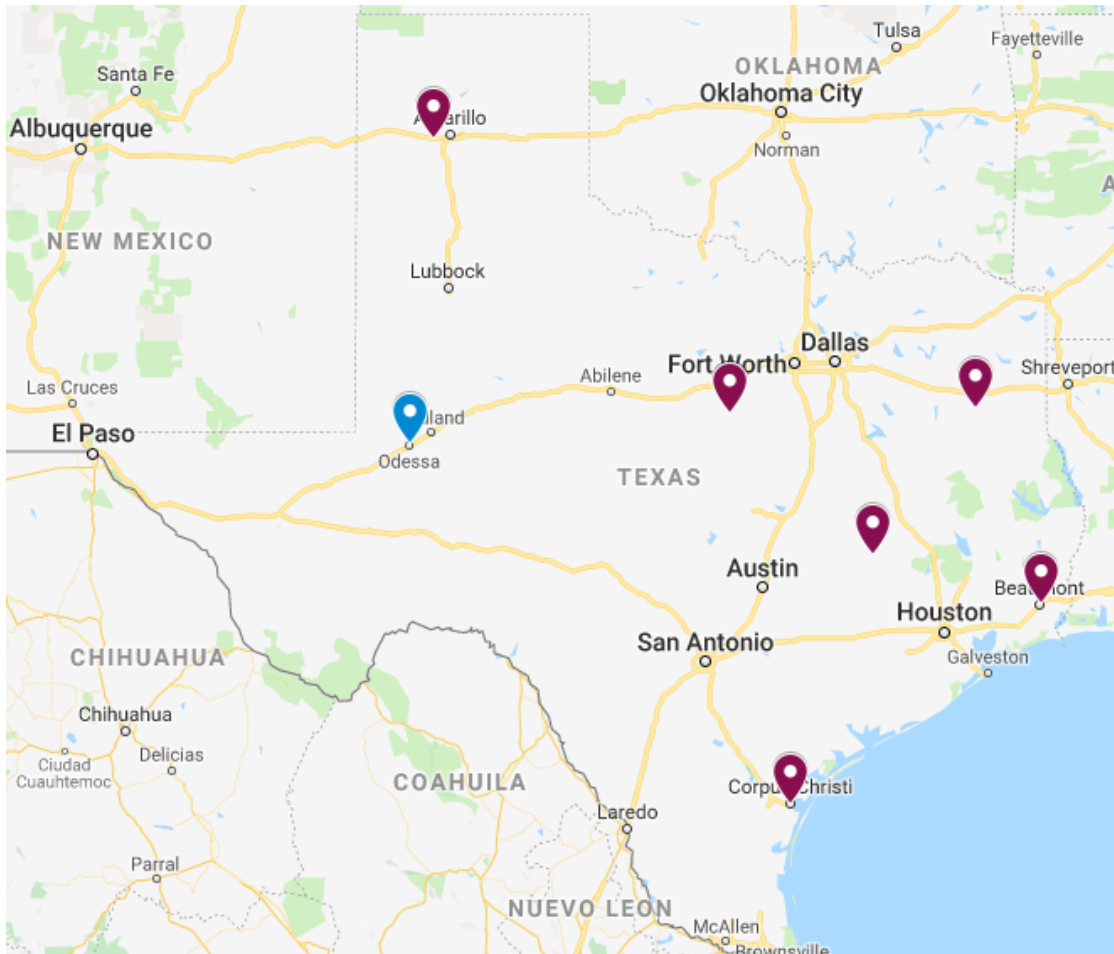 Tulsa
Fayetteville
Santa Fe
OKLAHOMA
Oklahoma City
Albuquerque
Norman
NEW MEXICO
Lubbock
Dallas
Fort Worth
Abilene
Shreveport
Las Cruces
El Paso
Odessa
TEXAS
Austin
Houston
San Antonio
Galveston
CHIHUAHUA
Chihuahua
Delicias
Ciudad
Cuauhtemoc
COAHUILA
Laredo
Parral
NUEVO LEON
McAllen
Brownsville